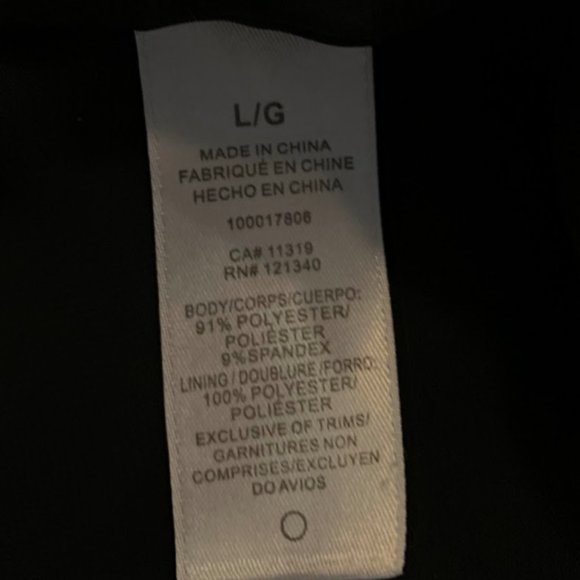 L/G
MADE IN CHINA
FABRIQUÉ EN CHINE
HECHO EN CHINA
100017806
CA# 11319
RN# 121340
BODY/CORPS/CUERPO:
91% POLYESTER/
POLIÉSTER
9%SPANDEX
LINING / DOUBLURE /FORRO:
100% POLYESTER/
POLIÉSTER
EXCLUSIVE OF TRIMS/
GARNITURES NON
COMPRISES/EXCLUYEN
DO AVIOS